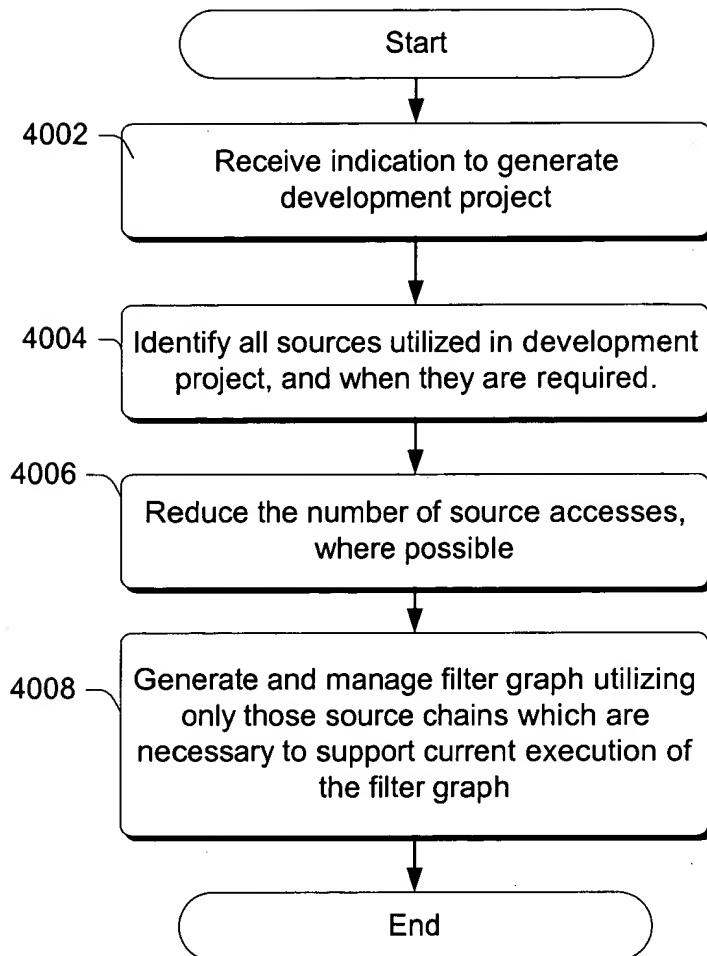 Start
4002
Receive indication to generate
development project
4004
Identify all sources utilized in development
project, and when they are required.
4006
Reduce the number of source accesses,
where possible
4008
Generate and manage filter graph utilizing
only those source chains which are
necessary to support current execution of
the filter graph
End